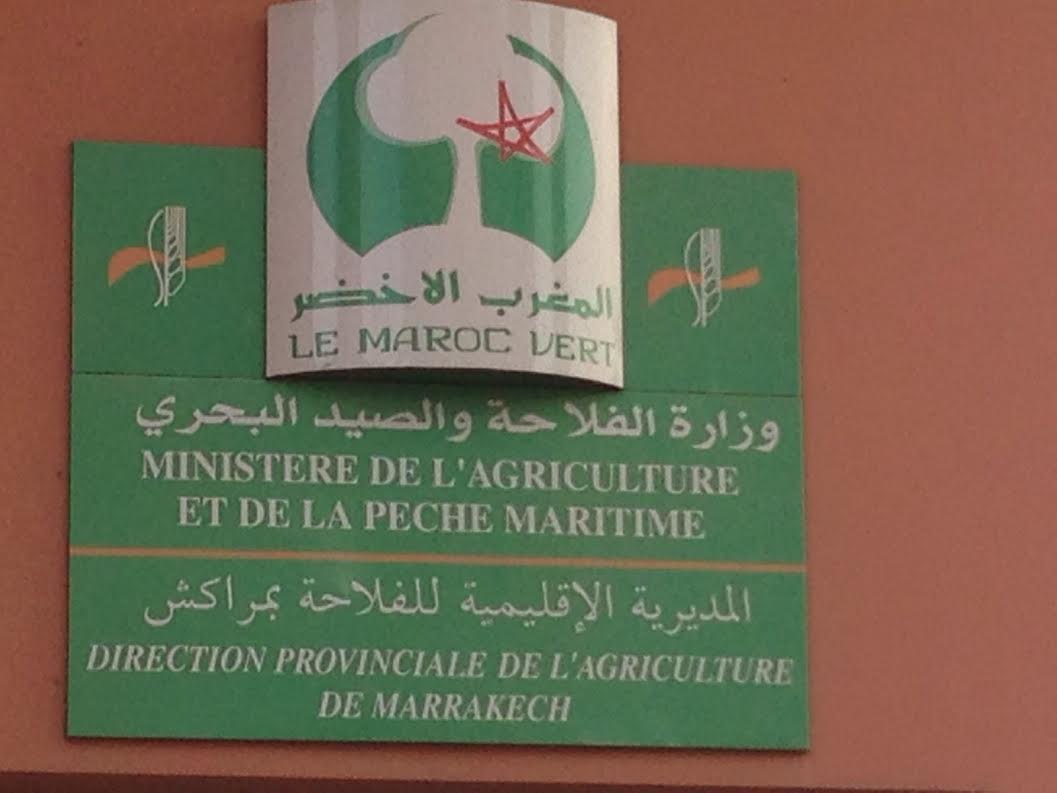 المغرب الاخضر
LE MAROC VERT
وزارة الفلاحة والصيد البحري
MINISTERE DE L'AGRICULTURE
ET DE LA PECHE MARITIME
المديرية الإقليمية للفلاحة بمراكش
DIRECTION PROVINCIALE DE L'AGRICULTURE
DE MARRAKECH